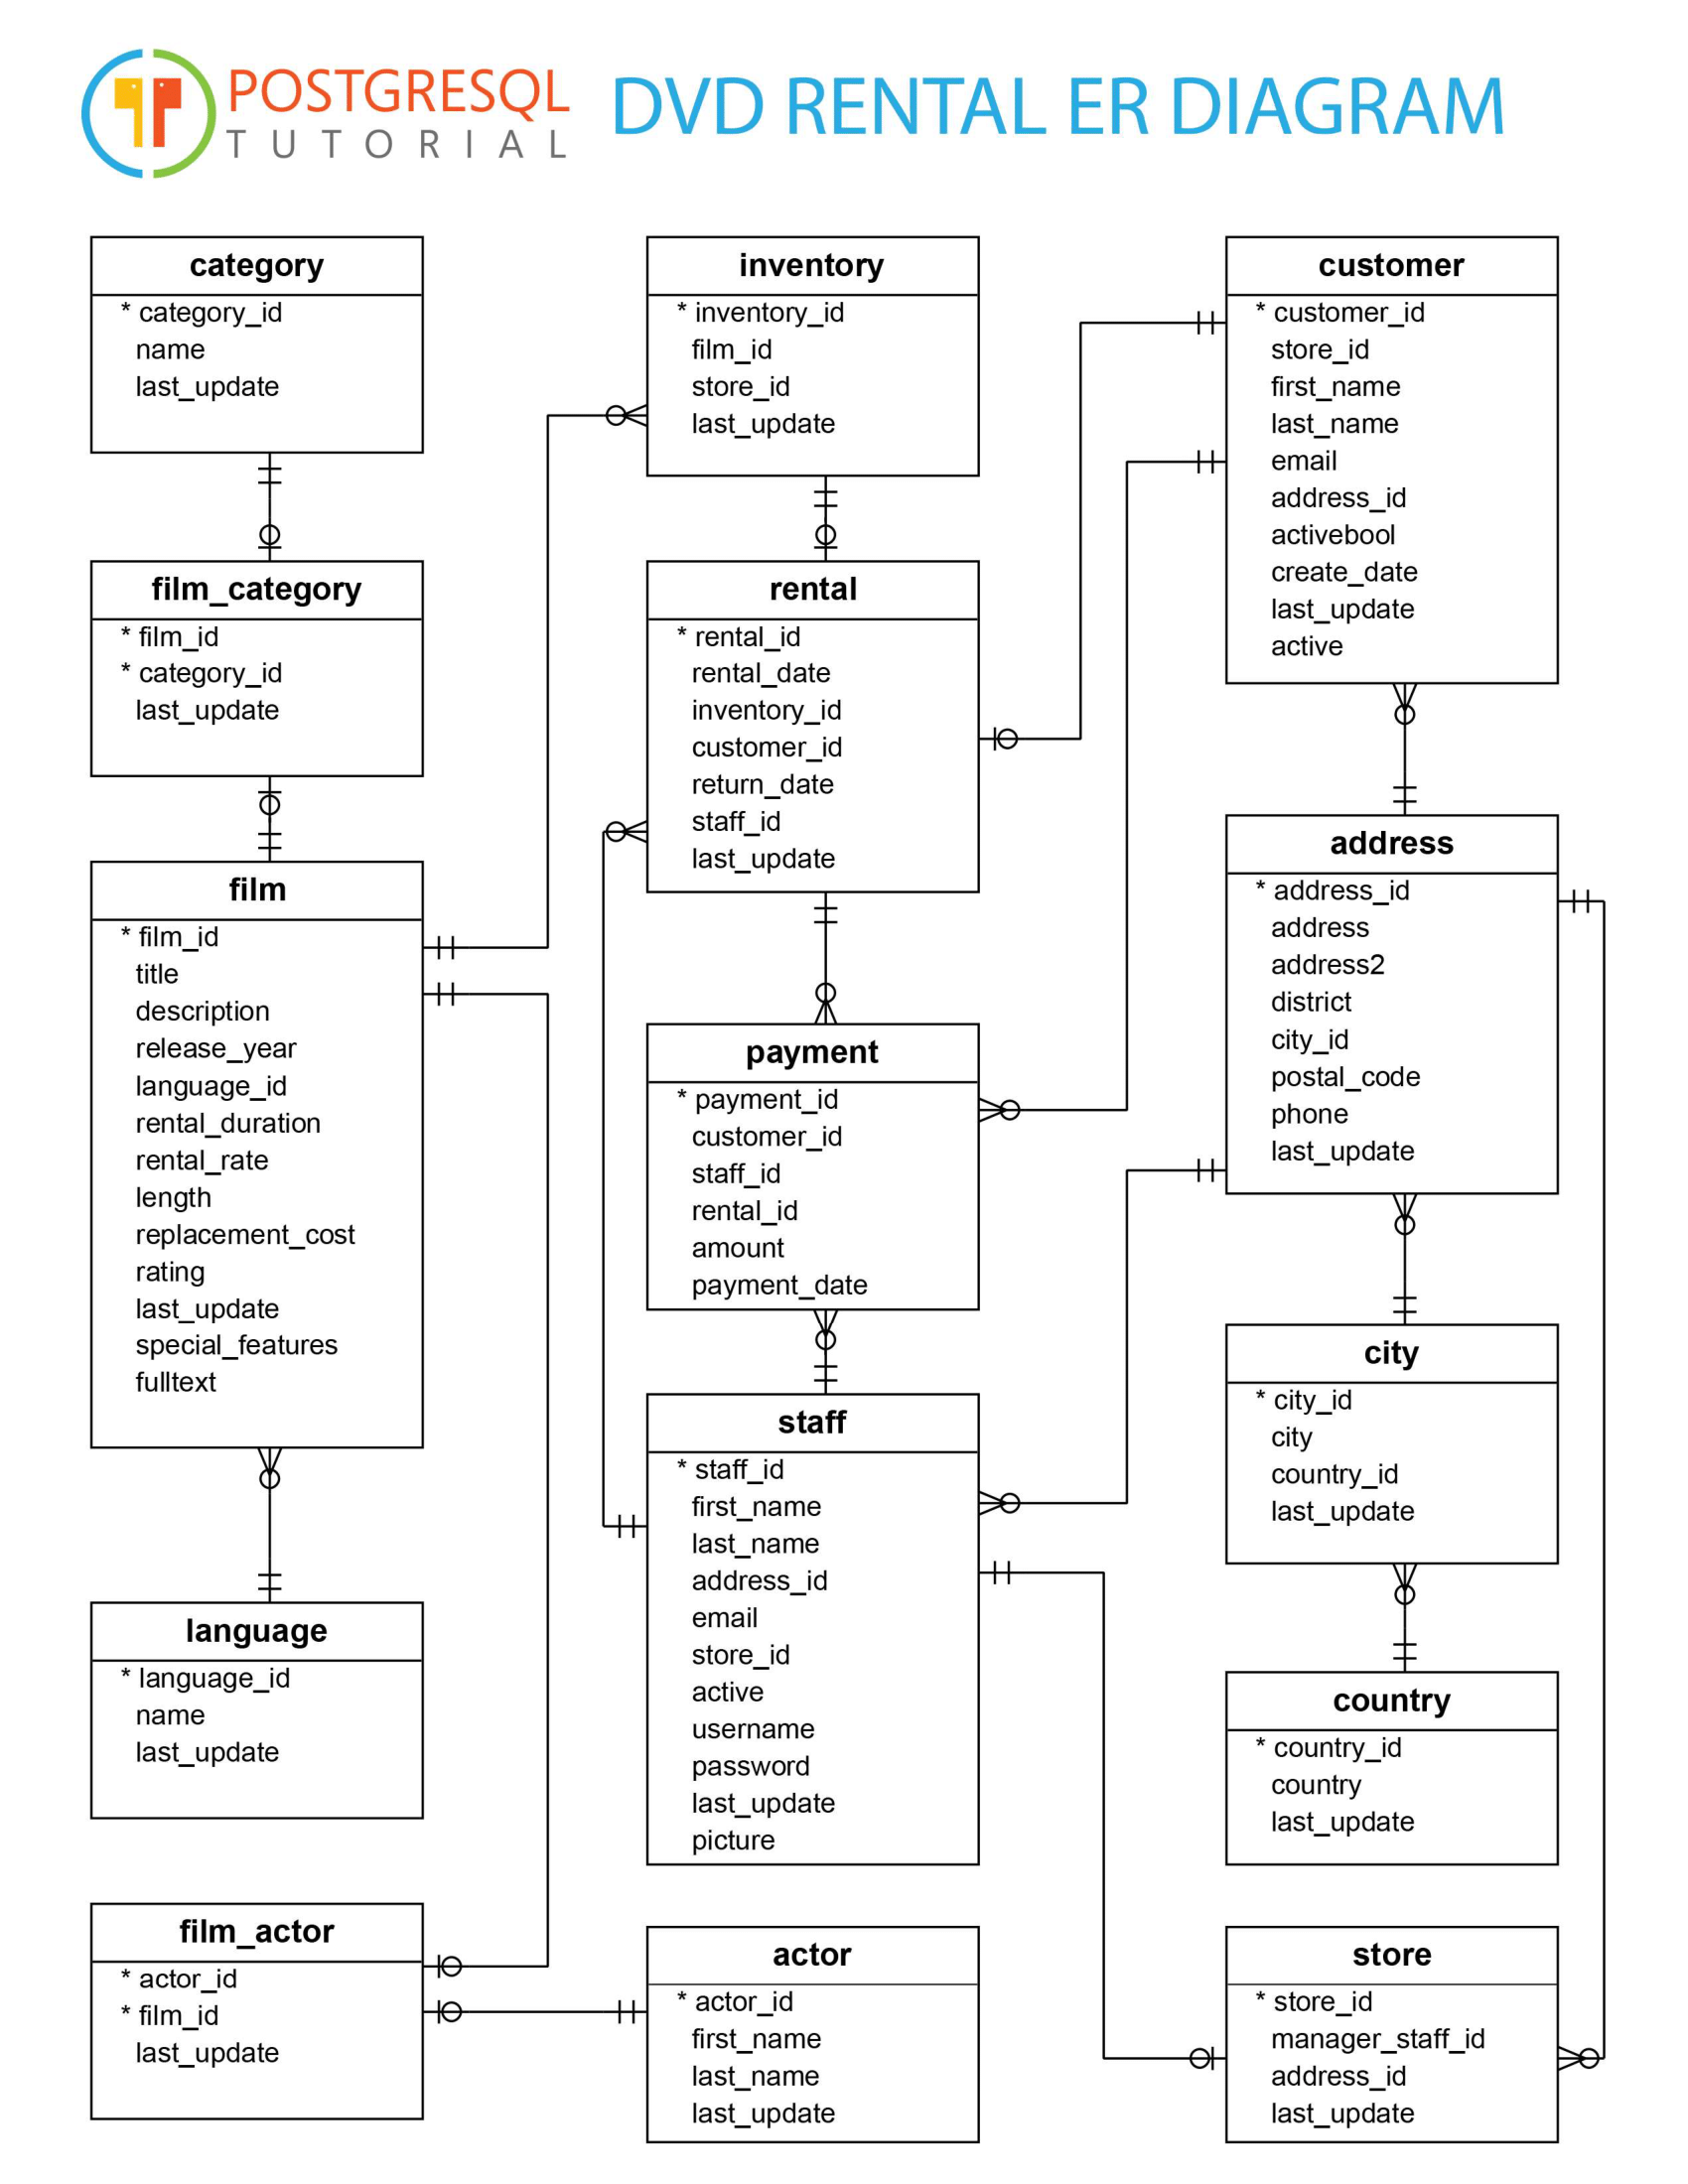 POSTGRESQL
TUTORIAL
DVD RENTAL ER DIAGRAM
category
* category_id
name
last_update
film_category
* film_id
* category_id
last_update
film
* film_id
title
description
release_year
language_id
rental_duration
rental_rate
length
replacement_cost
rating
last_update
special_features
fulltext
language
* language_id
name
last_update
film_actor
* actor_id
* film_id
last_update
inventory
* inventory_id
film_id
store_id
last_update
rental
* rental_id
rental_date
inventory_id
customer_id
return_date
staff_id
last_update
payment
* payment_id
customer_id
staff_id
rental_id
amount
payment_date
staff
* staff_id
first_name
last_name
address_id
email
store_id
active
username
password
last_update
picture
actor
* actor_id
first_name
last_name
last_update
customer
* customer_id
store_id
first_name
last_name
email
address_id
activebool
create_date
last_update
active
address
* address_id
address
address2
district
city_id
postal_code
phone
last_update
city
* city_id
city
country_id
last_update
country
* country_id
country
last_update
store
* store_id
manager_staff_id
address_id
last_update